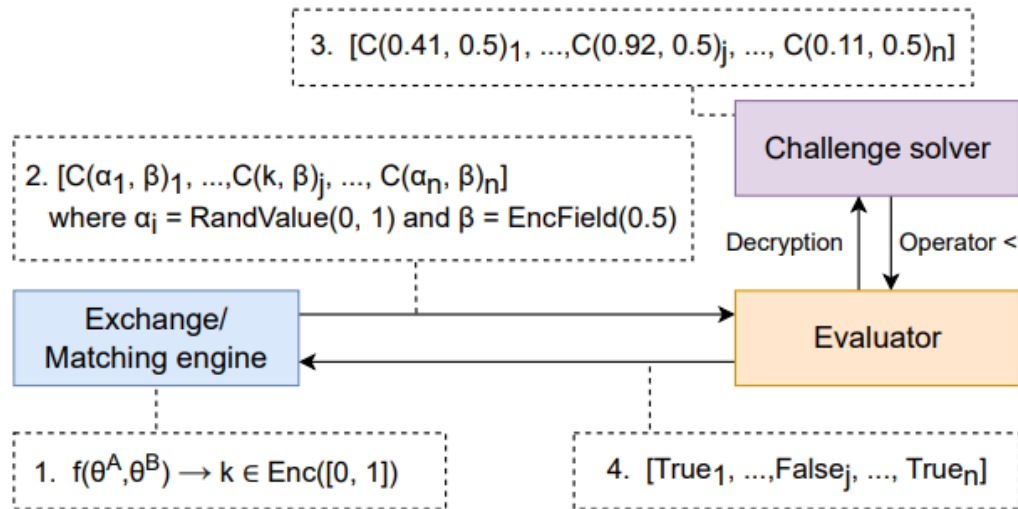 3. [C(0.41, 0.5)₁, ...,C(0.92, 0.5)ⱼ, ..., C(0.11, 0.5)ₙ]
Challenge solver
2. [C(α₁, β)₁, ...,C(k, β)ⱼ, ..., C(αₙ, β)ₙ]
where αᵢ = RandValue(0, 1) and β = EncField(0.5)
Decryption
Operator <
Exchange/
Matching engine
Evaluator
1. f(θᴬ,θᴮ) → k ∈ Enc([0, 1])
4. [True₁, ...,Falseⱼ, ..., Trueₙ]